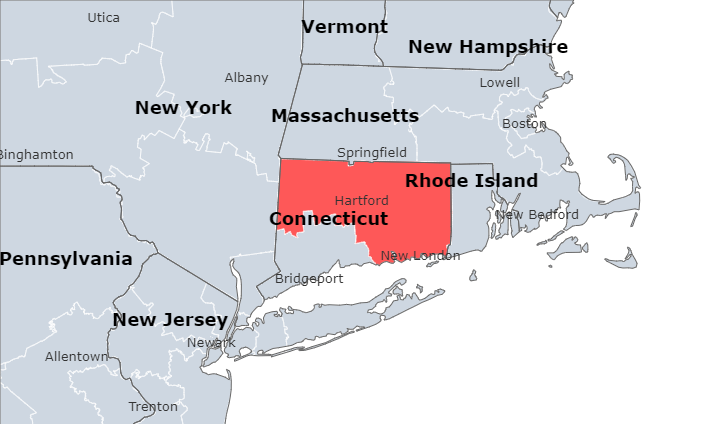 Utica
Vermont
New Hampshire
Albany
Lowell
New York
Massachusetts
Boston
Binghamton
Springfield
Rhode Island
Hartford
Connecticut
New Bedford
Pennsylvania
New London
Bridgeport
New Jersey
Newark
Allentown
Trenton